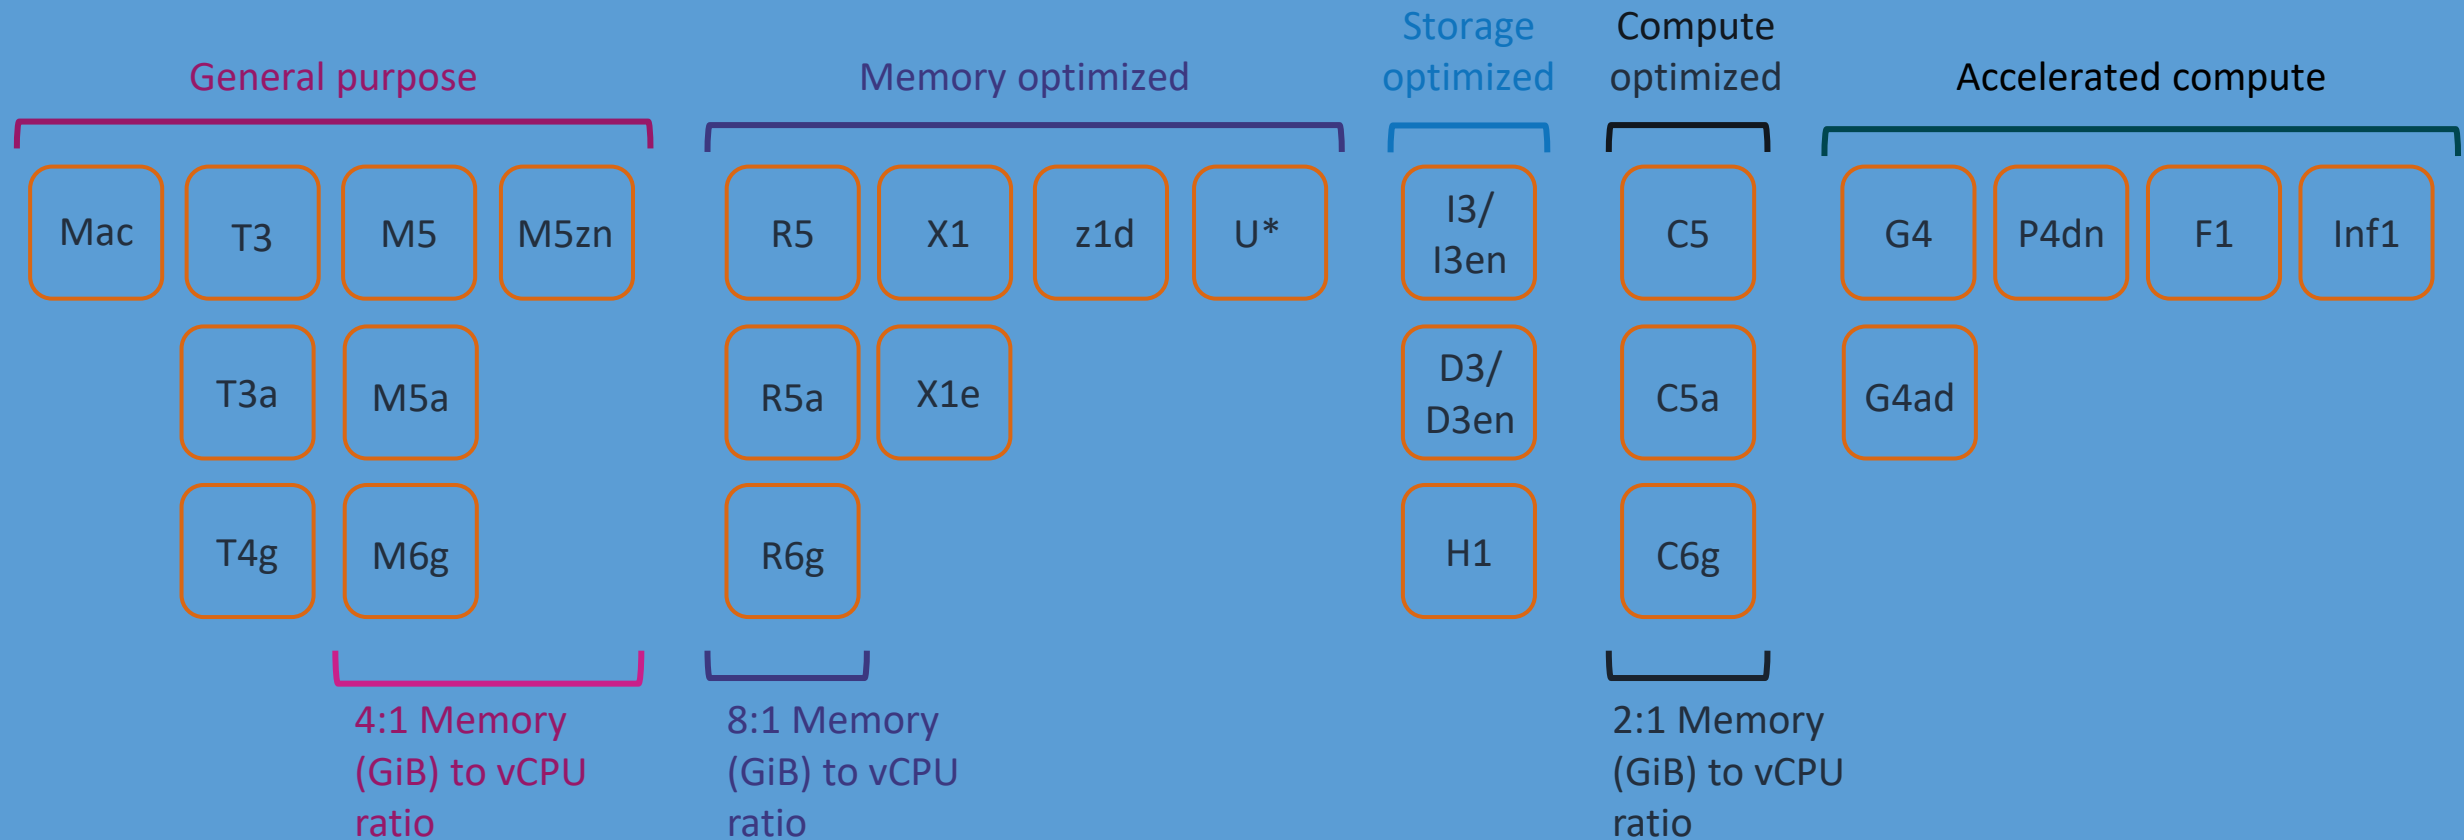 General purpose
Memory optimized
Storage
optimized
Compute
optimized
Accelerated compute
Mac
T3
M5
M5zn
R5
X1
z1d
U*
I3/
I3en
C5
G4
P4dn
F1
Inf1
T3a
M5a
R5a
X1e
D3/
D3en
C5a
G4ad
T4g
M6g
R6g
H1
C6g
4:1 Memory
(GiB) to vCPU
ratio
8:1 Memory
(GiB) to vCPU
ratio
2:1 Memory
(GiB) to vCPU
ratio